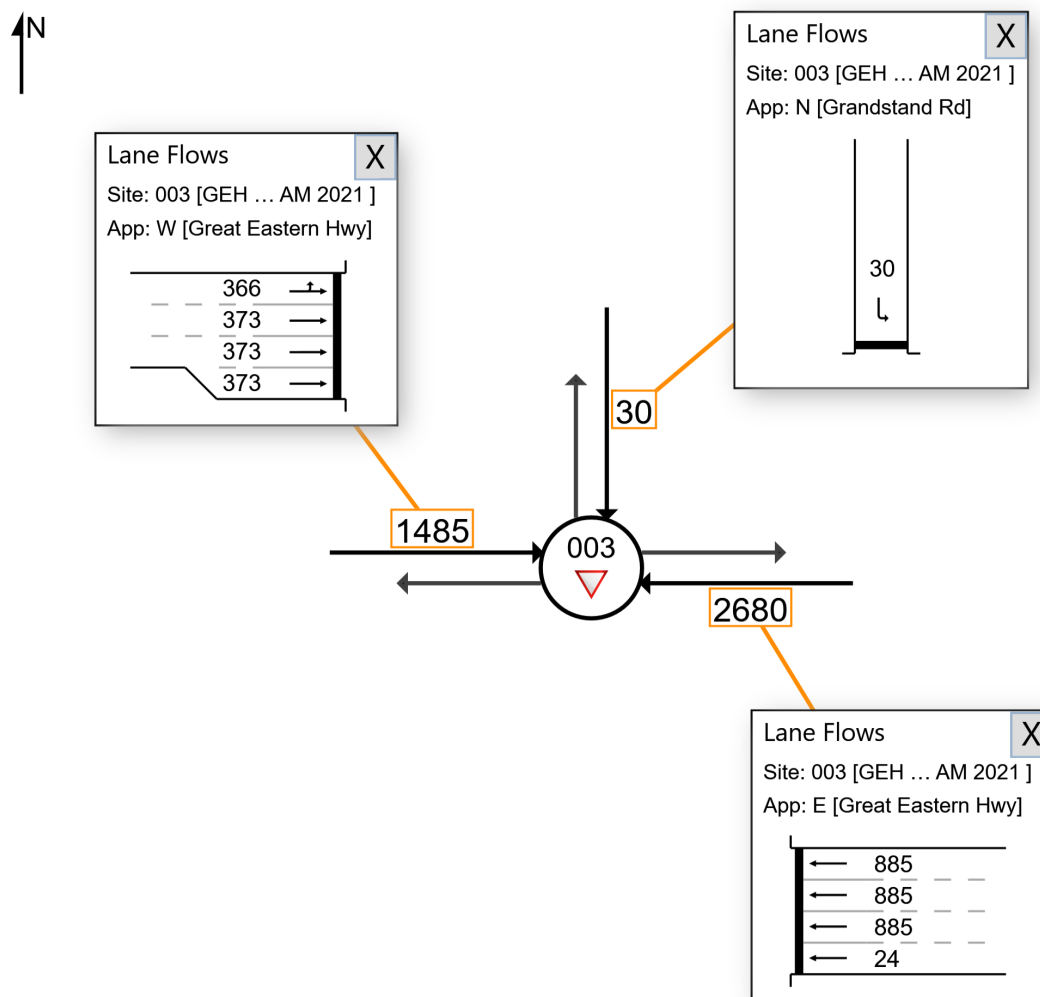 N
Lane Flows
X
Site: 003 [GEH ... AM 2021 ]
App: N [Grandstand Rd]
30
Lane Flows
X
Site: 003 [GEH ... AM 2021 ]
App: W [Great Eastern Hwy]
366
373
373
373
30
1485
003
2680
Lane Flows
X
Site: 003 [GEH ... AM 2021 ]
App: E [Great Eastern Hwy]
885
885
885
24